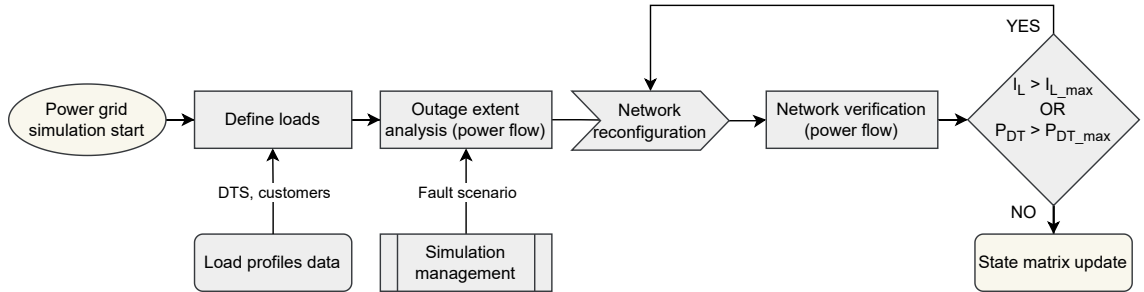 YES
Power grid
simulation start
Define loads
Outage extent
analysis (power flow)
Network
reconfiguration
Network verification
(power flow)
I_L > I_L_max
OR
P_DT > P_DT_max
DTS, customers
Fault scenario
NO
Load profiles data
Simulation
management
State matrix update